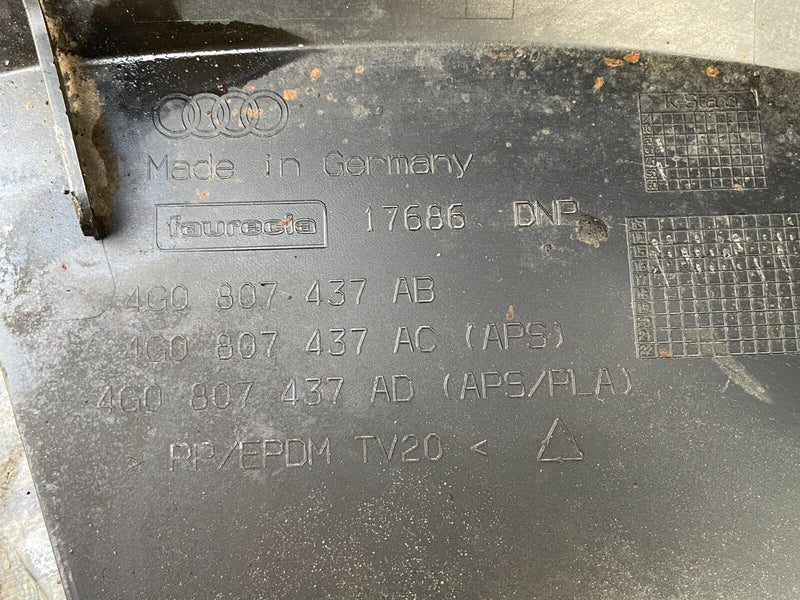 Made in Germany
faurecia 17686 DNP
4G0 807 437 AB
4G0 807 437 AC (APS)
4G0 807 437 AD (APS/PLA)
> PP/EPDM TV20 <